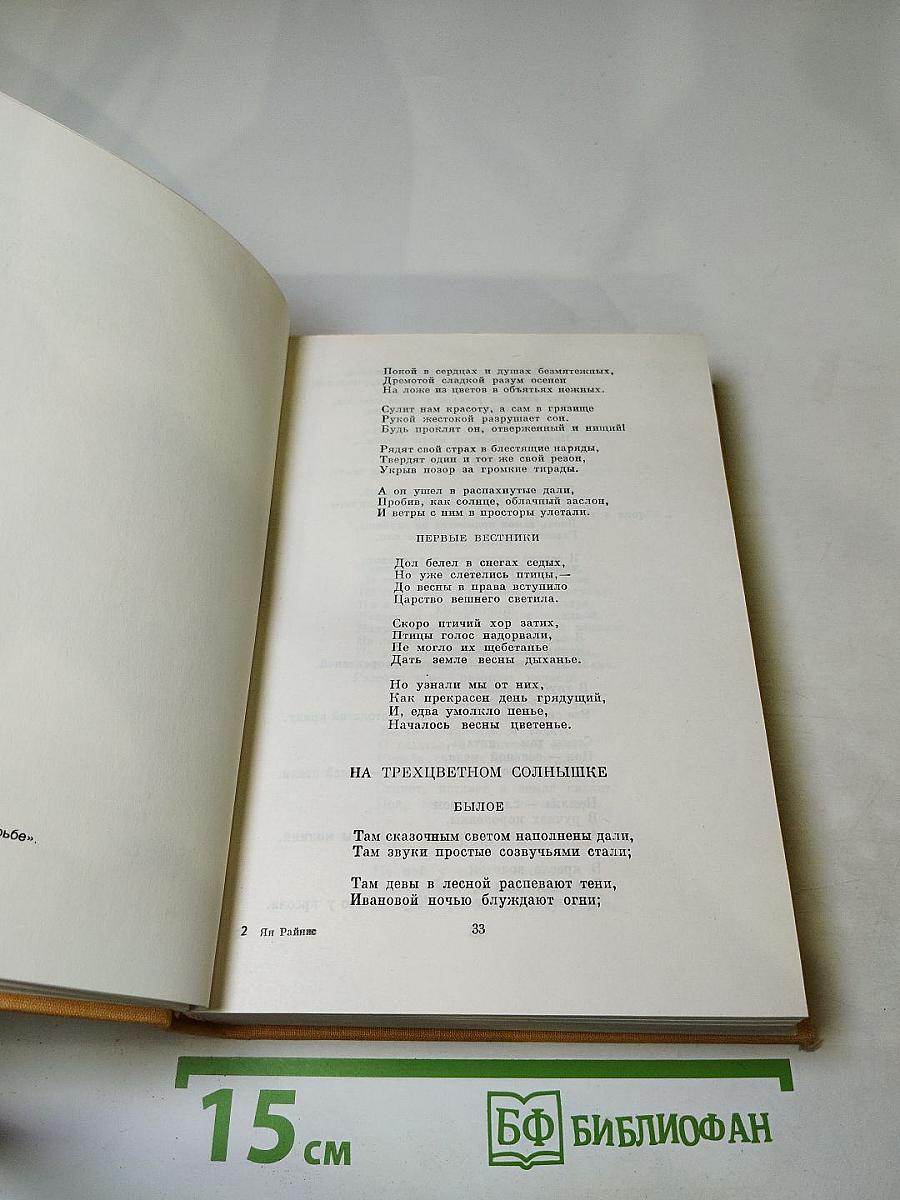 рьбе».
Покой в сердцах и душах безмятежных,
Дремотой сладкой разум осенен
На ложе из цветов в объятьях нежных.
Сулит нам красоту, а сам в грязище
Рукой жестокой разрушает сон.
Будь проклят он, отверженный и нищий!
Рядят свой страх в блестящие наряды,
Твердят один и тот же свой резон,
Укрыв позор за громкие тирады.
А он ушел в распахнутые дали,
Пробив, как солнце, облачный заслон,
И ветры с ним в просторы улетали.
ПЕРВЫЕ ВЕСТНИКИ
Дол белел в снегах седых,
Но уже слетелись птицы,—
До весны в права вступило
Царство вешнего светила.
Скоро птичий хор затих,
Птицы голос надорвали,
Не могло их щебетанье
Дать земле весны дыханье.
Но узнали мы от них,
Как прекрасен день грядущий,
И, едва умолкло пенье,
Началось весны цветенье.
НА ТРЕХЦВЕТНОМ СОЛНЫШКЕ
БЫЛОЕ
Там сказочным светом наполнены дали,
Там звуки простые созвучьями стали;
Там девы в лесной распевают тени,
Ивановой ночью блуждают огни;
2 Ян Райнис 33
15 см БФ БИБЛИОФАН